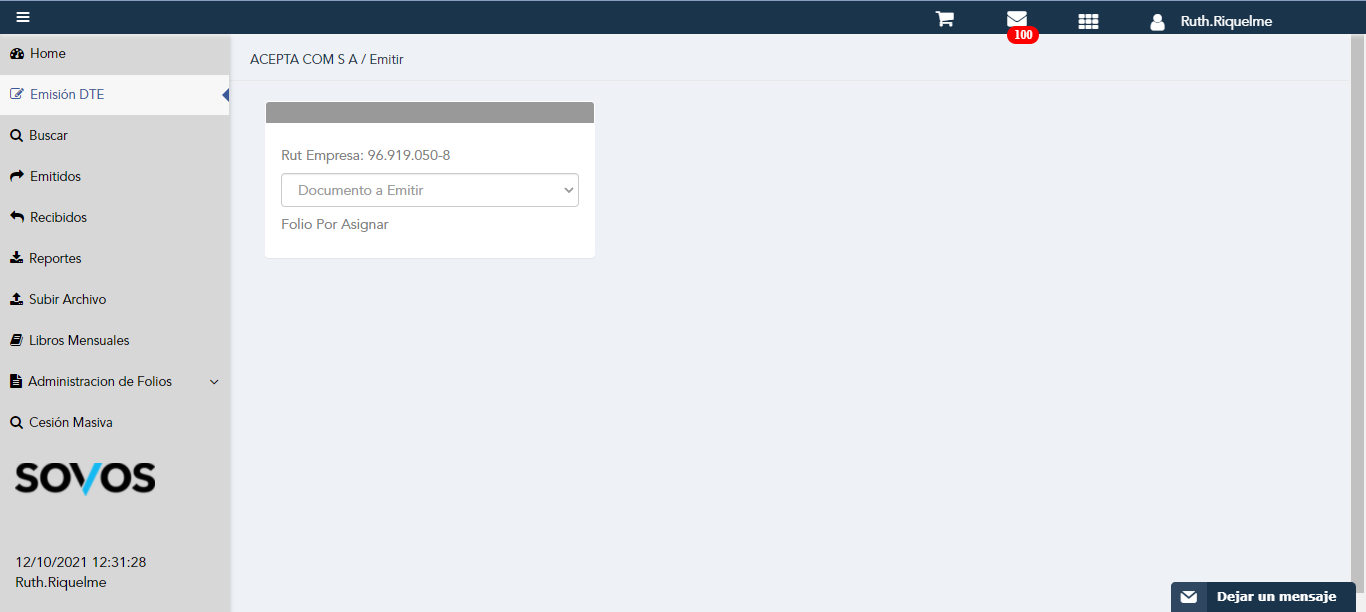 Ruth.Riquelme
100
Home
Emisión DTE
Buscar
Emitidos
Recibidos
Reportes
Subir Archivo
Libros Mensuales
Administracion de Folios
Cesión Masiva
SOVOS
12/10/2021 12:31:28
Ruth.Riquelme
ACEPTA COM S A / Emitir
Rut Empresa: 96.919.050-8
Documento a Emitir
Folio Por Asignar
Dejar un mensaje